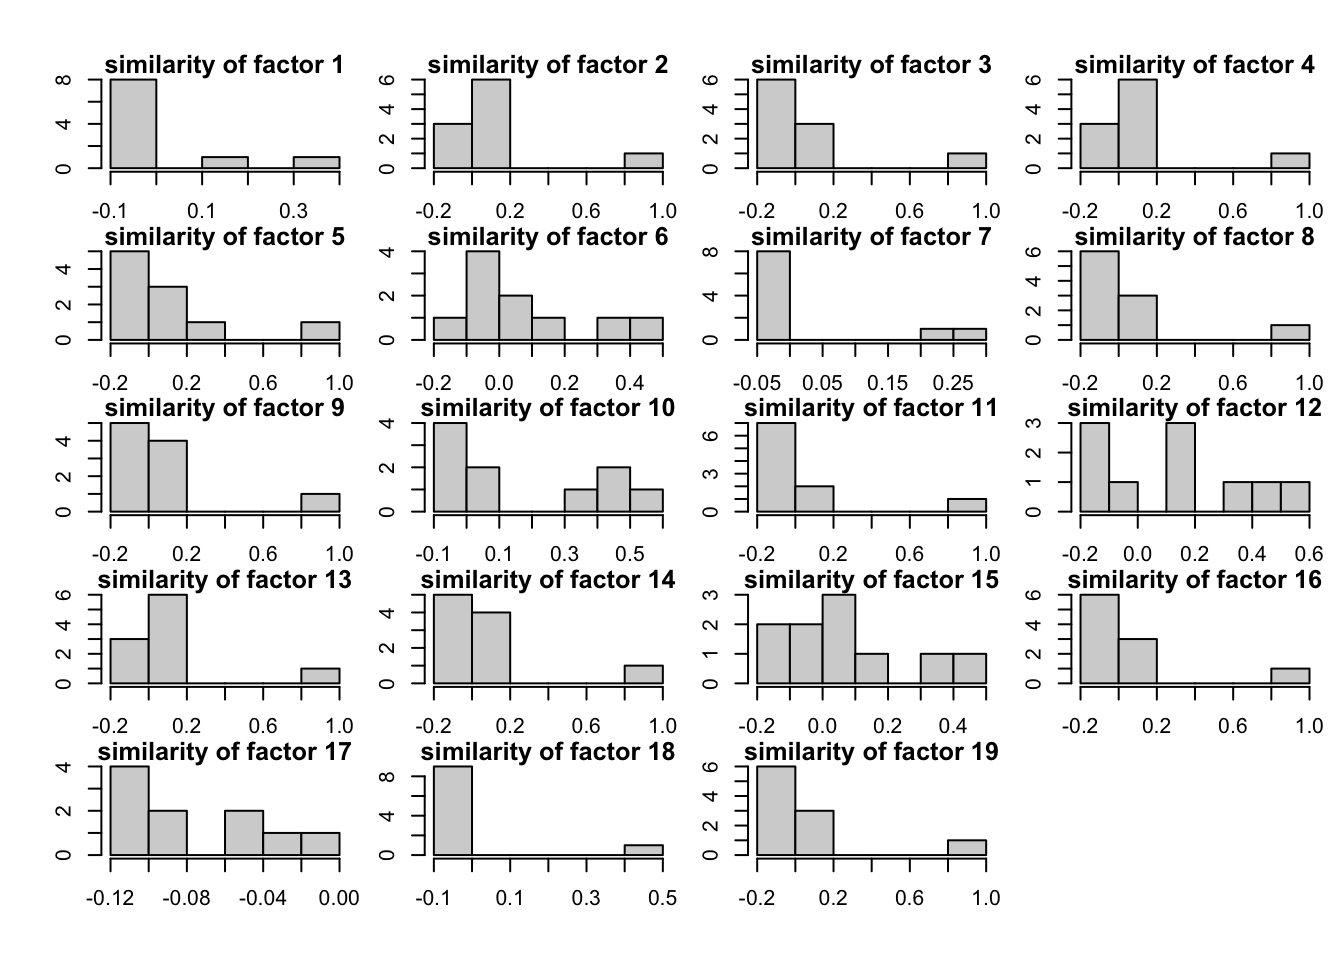 similarity of factor 1 similarity of factor 2 similarity of factor 3 similarity of factor 4
8 6 6 6
4 4 4 4
2 2 2
0 0 0 0
-0.1 0.1 0.3 -0.2 0.2 0.6 1.0 -0.2 0.2 0.6 1.0 -0.2 0.2 0.6 1.0
similarity of factor 5 similarity of factor 6 similarity of factor 7 similarity of factor 8
4 4 8 6
2 2 4 4
2
0 0 0 0
-0.2 0.2 0.6 1.0 -0.2 0.0 0.2 0.4 -0.05 0.05 0.15 0.25 -0.2 0.2 0.6 1.0
similarity of factor 9 similarity of factor 10 similarity of factor 11 similarity of factor 12
4 4 6 3
2 2 3 2
1
0 0 0 0
-0.2 0.2 0.6 1.0 -0.1 0.1 0.3 0.5 -0.2 0.2 0.6 1.0 -0.2 0.0 0.2 0.4 0.6
similarity of factor 13 similarity of factor 14 similarity of factor 15 similarity of factor 16
6 4 3 6
4 2 2 4
2 1 2
0 0 0 0
-0.2 0.2 0.6 1.0 -0.2 0.2 0.6 1.0 -0.2 0.0 0.2 0.4 -0.2 0.2 0.6 1.0
similarity of factor 17 similarity of factor 18 similarity of factor 19
4 8 6
2 4 4
2
0 0 0
-0.12 -0.08 -0.04 0.00 -0.1 0.1 0.3 0.5 -0.2 0.2 0.6 1.0